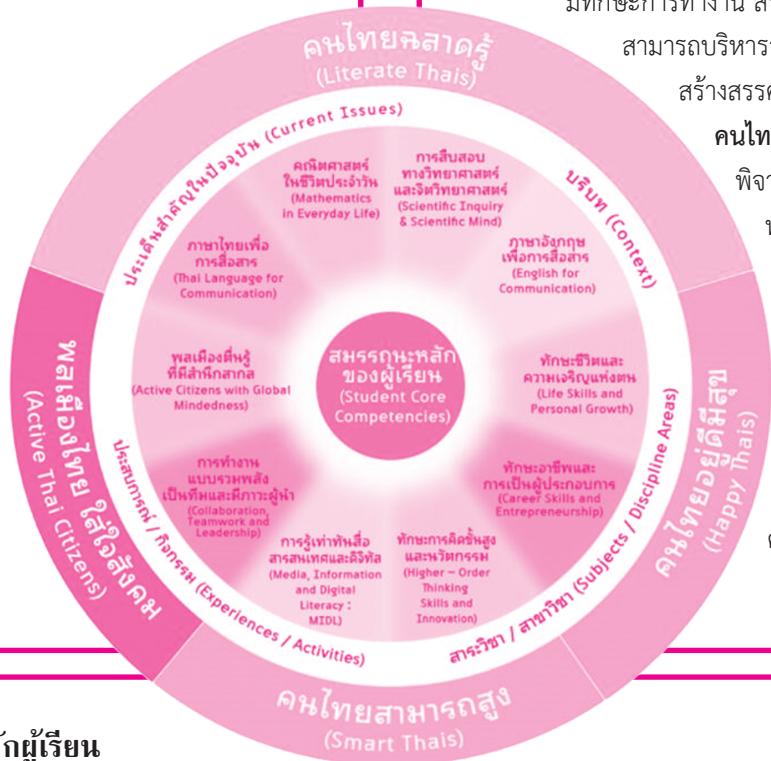 มีทักษะการทำงาน
สามารถบริหาร
สร้างสรรค
คนไท
พิจา
คนไทยฉลาดรู้
(Literate Thais)
ประเด็นสำคัญในปัจจุบัน (Current Issues)
บริบท (Context)
คณิตศาสตร์
ในชีวิตประจำวัน
(Mathematics
in Everyday Life)
การสืบสอบ
ทางวิทยาศาสตร์
และจิตวิทยาศาสตร์
(Scientific Inquiry
& Scientific Mind)
ภาษาไทยเพื่อ
การสื่อสาร
(Thai Language for
Communication)
ภาษาอังกฤษ
เพื่อการสื่อสาร
(English for
Communication)
พลเมืองตื่นรู้
ที่มีสำนึกสากล
(Active Citizens with Global
Mindedness)
สมรรถนะหลัก
ของผู้เรียน
(Student Core
Competencies)
ทักษะชีวิตและ
ความเจริญแห่งตน
(Life Skills and
Personal Growth)
การทำงาน
แบบรวมพลัง
เป็นทีมและมีภาวะผู้นำ
(Collaboration,
Teamwork and
Leadership)
ทักษะอาชีพและ
การเป็นผู้ประกอบการ
(Career Skills and
Entrepreneurship)
การรู้เท่าทันสื่อ
สารสนเทศและดิจิทัล
(Media, Information
and Digital
Literacy :
MIDL)
ทักษะการคิดขั้นสูง
และนวัตกรรม
(Higher – Order
Thinking
Skills and
Innovation)
พลเมืองไทย ใส่ใจสังคม
(Active Thai Citizens)
คนไทยอยู่ดีมีสุข
(Happy Thais)
ประสบการณ์ / กิจกรรม (Experiences / Activities)
สาระวิชา / สาขาวิชา (Subjects / Discipline Areas)
คนไทยสามารถสูง
(Smart Thais)
ักผู้เรียน